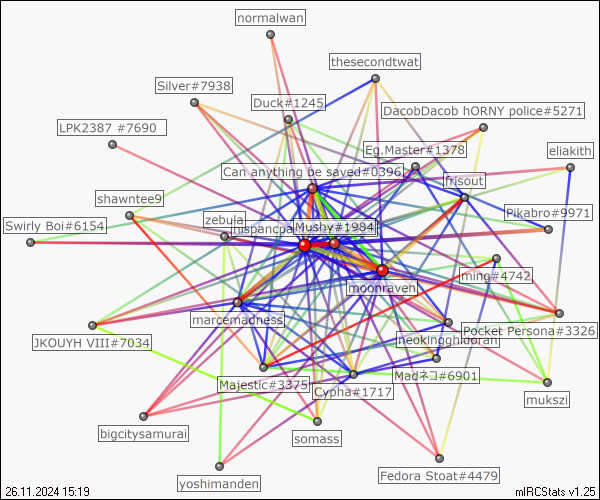 normalwan
thesecondtwat
Silver#7938
Duck#1245
DacobDacob hORNY police#5271
LPK2387 #7690
Eg.Master#1378
eliakith
Can anything be saved#0396
frisout
shawntee9
zebula
Pikabro#9971
Swirly Boi#6154
Mushy#1984
ming#4742
moonraven
marcemadness
Pocket Persona#3326
JKOUYH VIII#7034
neokingghidorah
Madネコ#6901
Majestic#3375
Cypha#1717
mukszi
bigcitysamurai
somass
yoshimanden
Fedora Stoat#4479
26.11.2024 15:19
mIRCStats v1.25